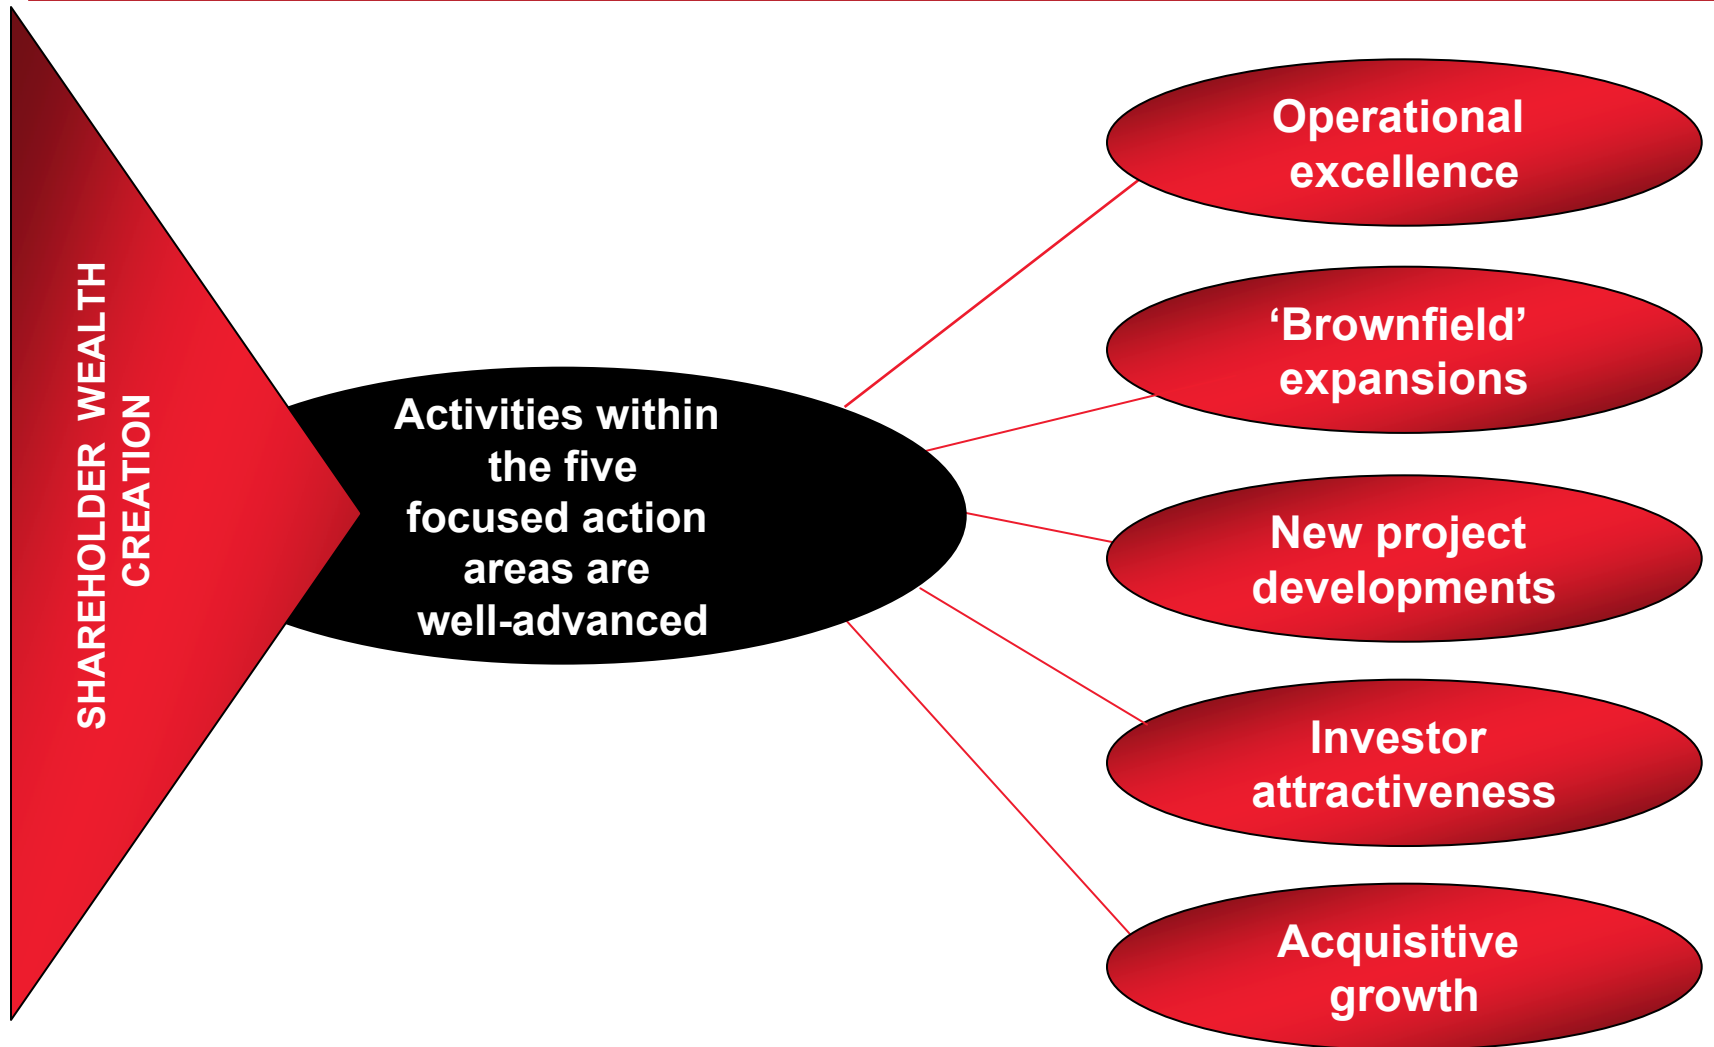 SHAREHOLDER WEALTH
CREATION
Activities within
the five
focused action
areas are
well-advanced
Operational
excellence
‘Brownfield’
expansions
New project
developments
Investor
attractiveness
Acquisitive
growth